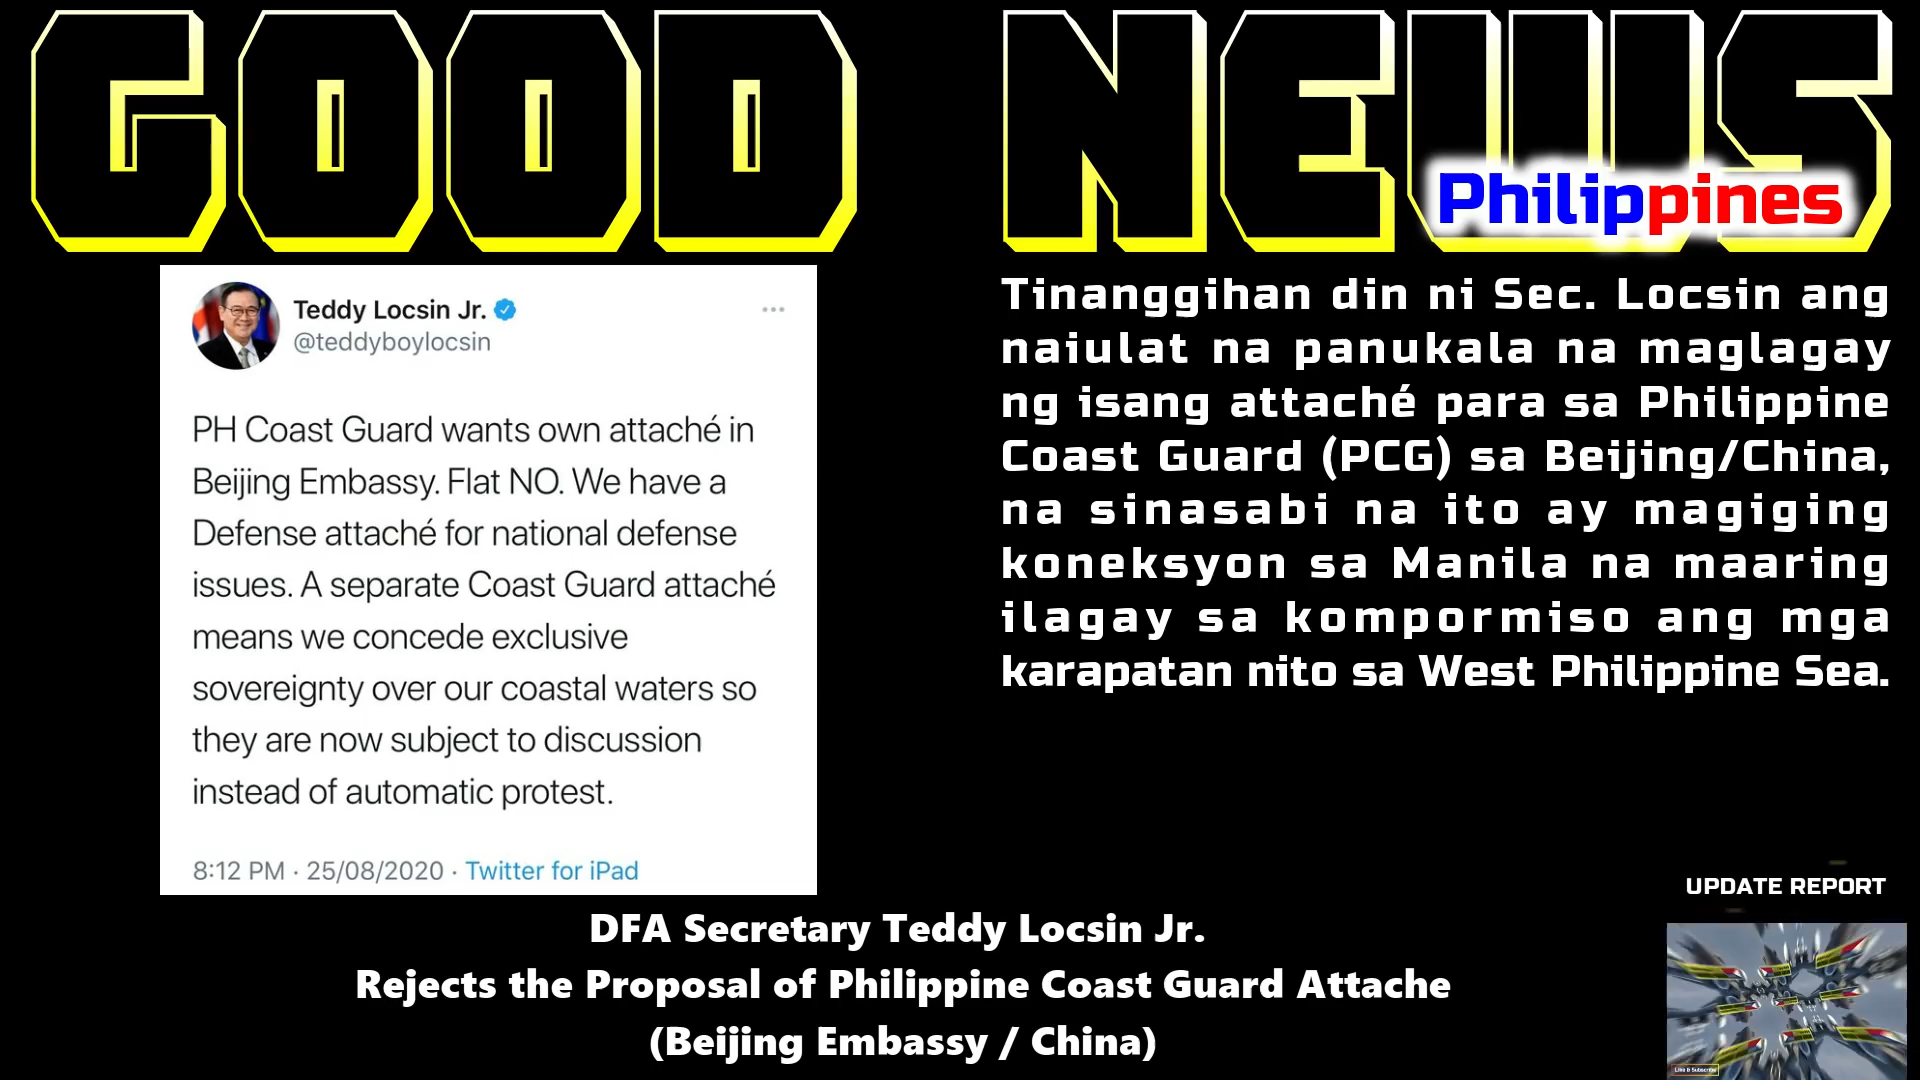 GOOD NEWS
Philippines
Teddy Locsin Jr.
@teddyboylocsin
PH Coast Guard wants own attaché in
Beijing Embassy. Flat NO. We have a
Defense attaché for national defense
issues. A separate Coast Guard attaché
means we concede exclusive
sovereignty over our coastal waters so
they are now subject to discussion
instead of automatic protest.
8:12 PM · 25/08/2020 · Twitter for iPad
Tinanggihan din ni Sec. Locsin ang
naiulat na panukala na maglagay
ng isang attaché para sa Philippine
Coast Guard (PCG) sa Beijing/China,
na sinasabi na ito ay magiging
koneksyon sa Manila na maaring
ilagay sa kompormiso ang mga
karapatan nito sa West Philippine Sea.
UPDATE REPORT
Like & Subscribe
DFA Secretary Teddy Locsin Jr.
Rejects the Proposal of Philippine Coast Guard Attache
(Beijing Embassy / China)